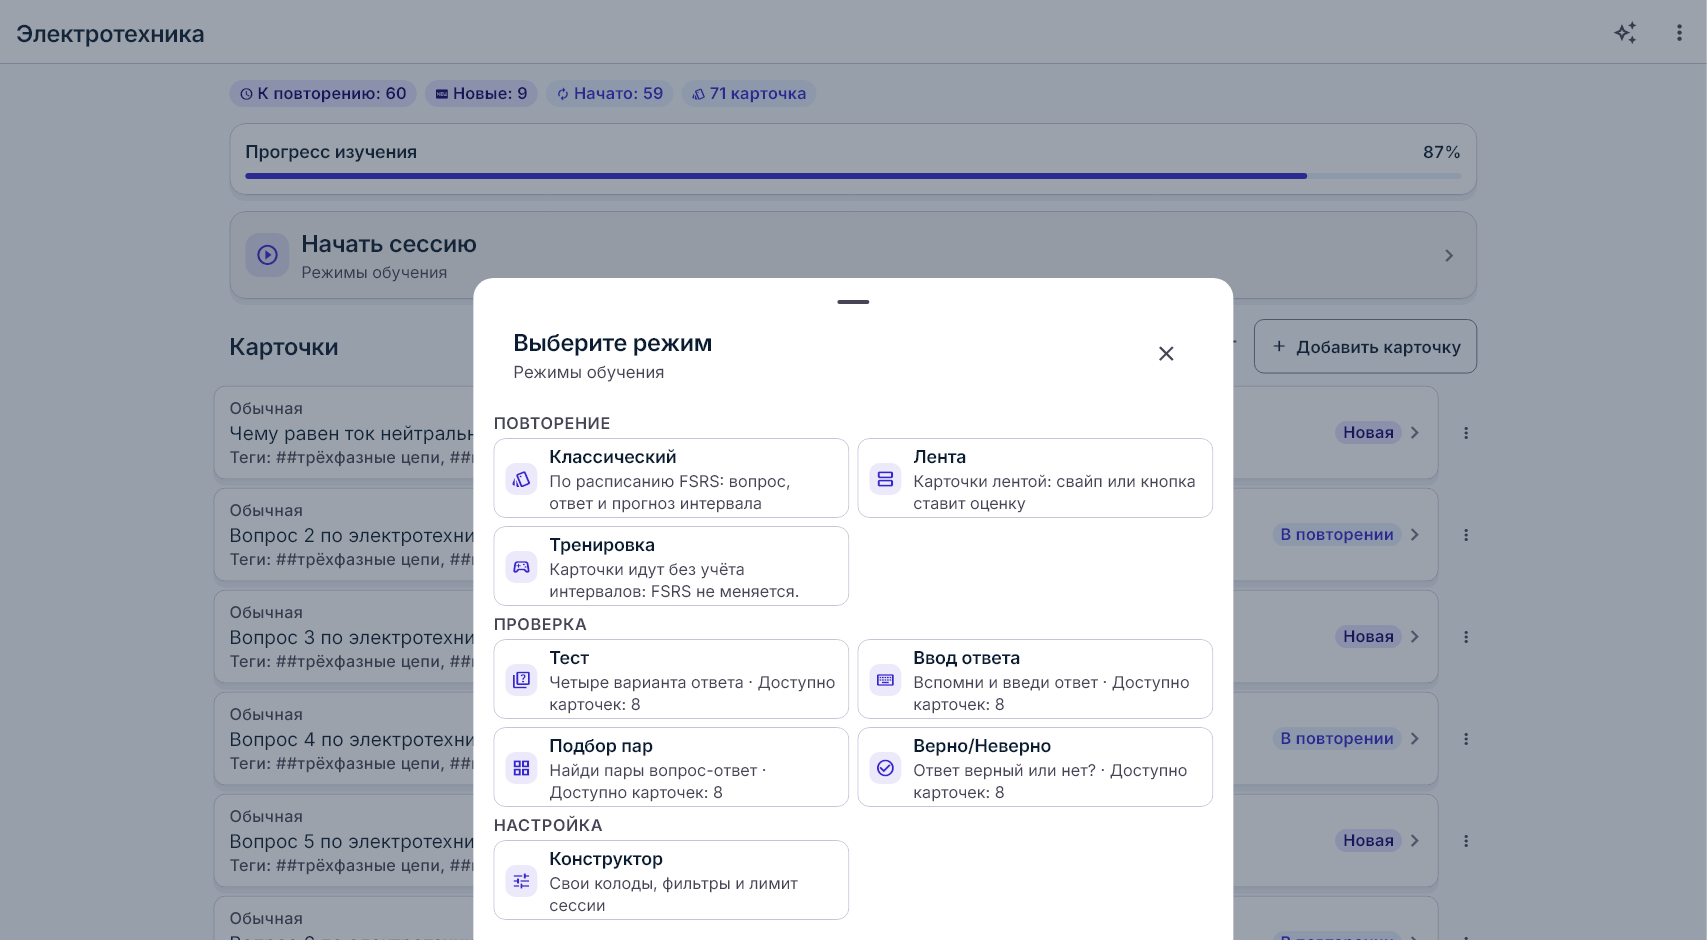 Электротехника
К повторению: 60
Новые: 9
Начато: 59
71 карточка
Прогресс изучения
87%
Начать сессию
Режимы обучения
Карточки
+ Добавить карточку
Обычная
Чему равен ток
Теги: ##трёхфазные цепи,
Новая
Обычная
Вопрос 2 по
Теги: ##трёхфазные цепи,
В повторении
Обычная
Вопрос 3 по
Теги: ##трёхфазные цепи,
Новая
Обычная
Вопрос 4 по
Теги: ##трёхфазные цепи,
В повторении
Обычная
Вопрос 5 по
Теги: ##трёхфазные цепи,
Новая
Обычная
Выберите режим
Режимы обучения
ПОВТОРЕНИЕ
Классический
По расписанию FSRS: вопрос,
ответ и прогноз интервала
Лента
Карточки лентой: свайп или кнопка
ставит оценку
Тренировка
Карточки идут без учёта
интервалов: FSRS не меняется.
ПРОВЕРКА
Тест
Четыре варианта ответа · Доступно
карточек: 8
Ввод ответа
Вспомни и введи ответ · Доступно
карточек: 8
Подбор пар
Найди пары вопрос-ответ ·
Доступно карточек: 8
Верно/Неверно
Ответ верный или нет? · Доступно
карточек: 8
НАСТРОЙКА
Конструктор
Свои колоды, фильтры и лимит
сессии